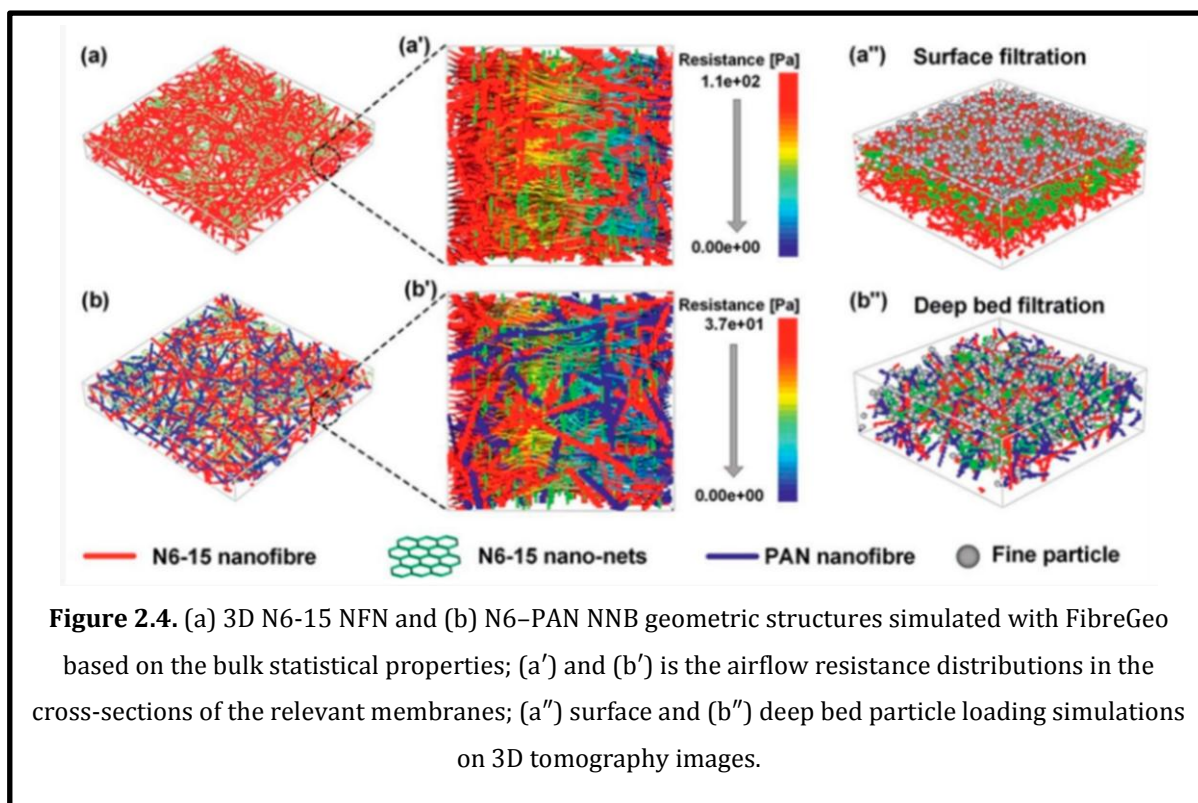 (a)
(a′)
Resistance [Pa]
1.1e+02
0.00e+00
(a″)
Surface filtration
(b)
(b′)
Resistance [Pa]
3.7e+01
0.00e+00
(b″)
Deep bed filtration
N6-15 nanofibre
N6-15 nano-nets
PAN nanofibre
Fine particle
Figure 2.4. (a) 3D N6-15 NFN and (b) N6–PAN NNB geometric structures simulated with FibreGeo
based on the bulk statistical properties; (a′) and (b′) is the airflow resistance distributions in the
cross-sections of the relevant membranes; (a″) surface and (b″) deep bed particle loading simulations
on 3D tomography images.